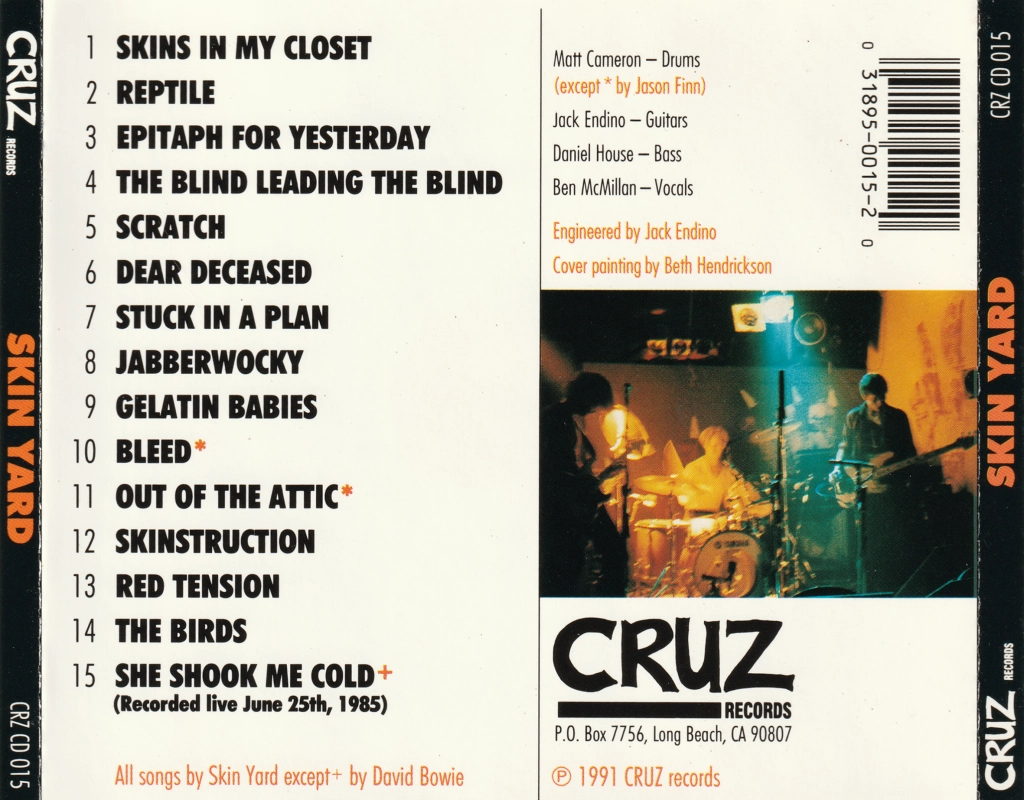 CRUZ
RECORDS
SKIN YARD
CRZ CD 015
1 SKINS IN MY CLOSET
2 REPTILE
3 EPITAPH FOR YESTERDAY
4 THE BLIND LEADING THE BLIND
5 SCRATCH
6 DEAR DECEASED
7 STUCK IN A PLAN
8 JABBERWOCKY
9 GELATIN BABIES
10 BLEED*
11 OUT OF THE ATTIC*
12 SKINSTRUCTION
13 RED TENSION
14 THE BIRDS
15 SHE SHOOK ME COLD+
(Recorded live June 25th, 1985)
All songs by Skin Yard except+ by David Bowie
Matt Cameron – Drums
(except * by Jason Finn)
Jack Endino – Guitars
Daniel House – Bass
Ben McMillan – Vocals
Engineered by Jack Endino
Cover painting by Beth Hendrickson
0 31895-0015-2 0
YAMAHA
CRUZ
RECORDS
P.O. Box 7756, Long Beach, CA 90807
℗ 1991 CRUZ records
CRZ CD 015
SKIN YARD
CRUZ
RECORDS